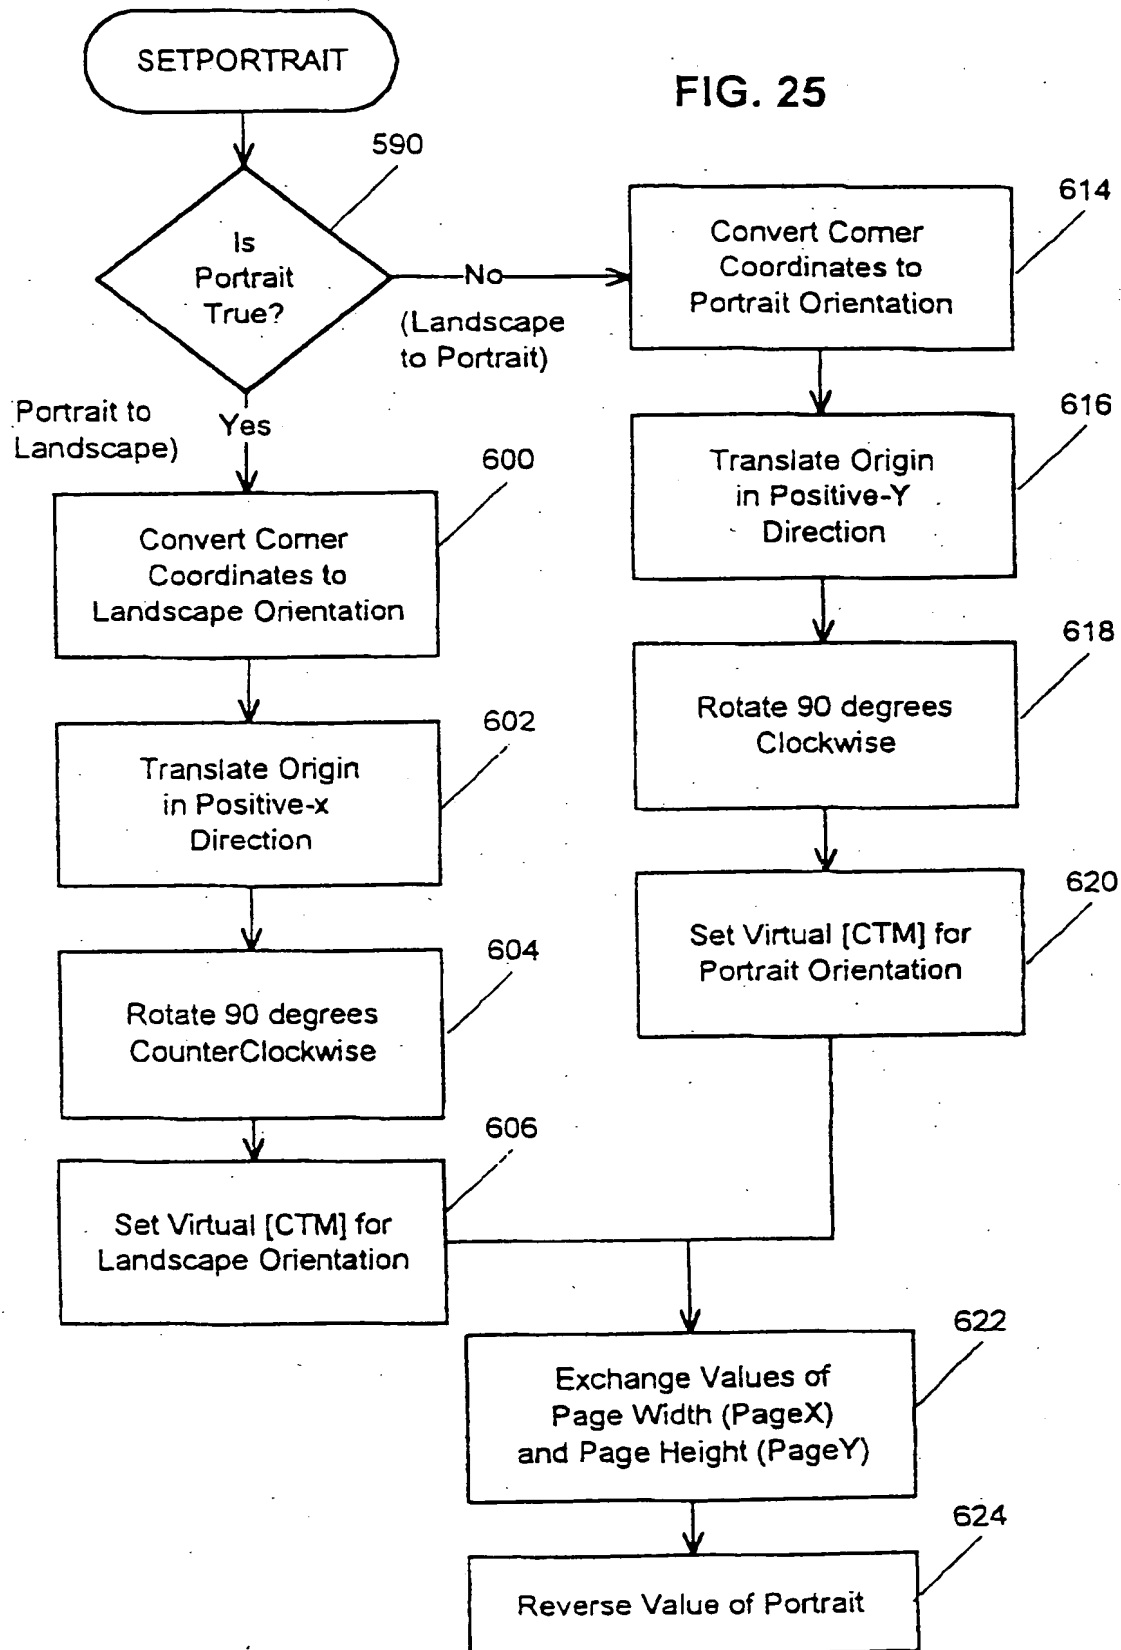 SETPORTRAIT
FIG. 25
590
Is
Portrait
True?
No
(Landscape
to Portrait)
Portrait to
Landscape)
Yes
600
Convert Corner
Coordinates to
Landscape Orientation
602
Translate Origin
in Positive-x
Direction
604
Rotate 90 degrees
CounterClockwise
606
Set Virtual [CTM] for
Landscape Orientation
614
Convert Corner
Coordinates to
Portrait Orientation
616
Translate Origin
in Positive-Y
Direction
618
Rotate 90 degrees
Clockwise
620
Set Virtual [CTM] for
Portrait Orientation
622
Exchange Values of
Page Width (PageX)
and Page Height (PageY)
624
Reverse Value of Portrait